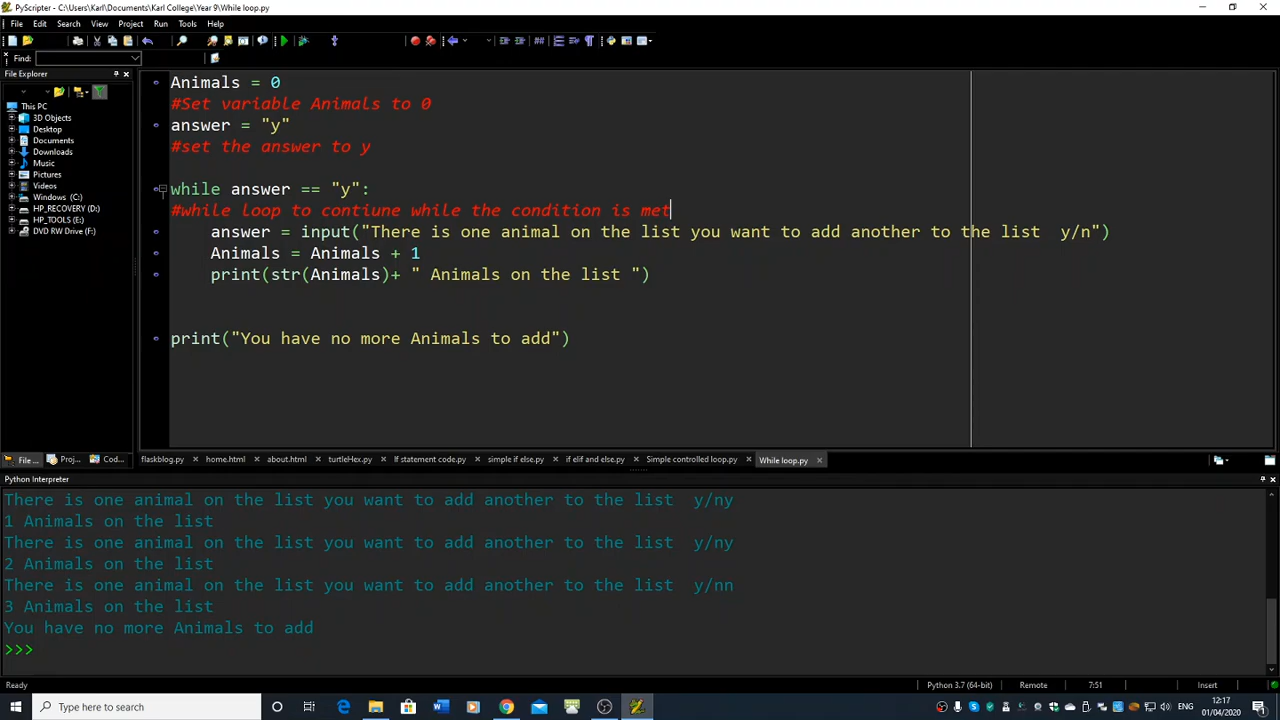 PyScripter - C:\Users\Karl\Documents\Karl College\Year 9\While loop.py
File Edit Search View Project Run Tools Help
Find:
File Explorer
This PC
3D Objects
Desktop
Documents
Downloads
Music
Pictures
Videos
Windows (C:)
HP_RECOVERY (D:)
HP_TOOLS (E:)
DVD RW Drive (F:)
Animals = 0
#Set variable Animals to 0
answer = "y"
#set the answer to y
while answer == "y":
#while loop to contiune while the condition is met
answer = input("There is one animal on the list you want to add another to the list  y/n")
Animals = Animals + 1
print(str(Animals)+ " Animals on the list ")
print("You have no more Animals to add")
File ... Proj... Cod...
flaskblog.py home.html about.html turtleHex.py If statement code.py simple if else.py if elif and else.py Simple controlled loop.py While loop.py
Python Interpreter
There is one animal on the list you want to add another to the list  y/ny
1 Animals on the list
There is one animal on the list you want to add another to the list  y/ny
2 Animals on the list
There is one animal on the list you want to add another to the list  y/nn
3 Animals on the list
You have no more Animals to add
>>>
Ready Python 3.7 (64-bit) Remote 7:51 Insert
Type here to search
12:17
01/04/2020